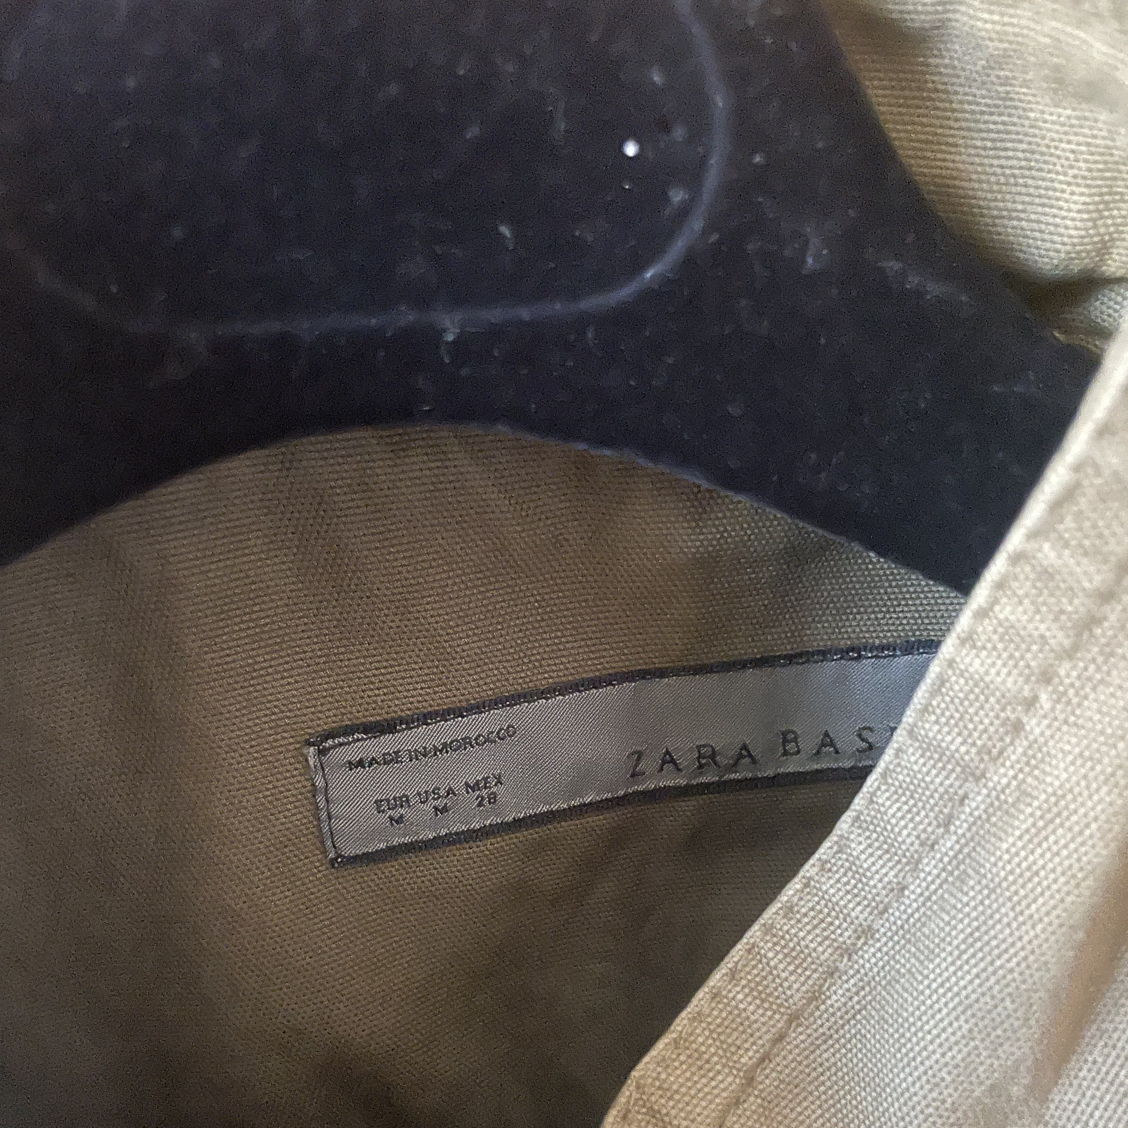 MADE IN MOROCCO
EUR USA MEX
M M 28
ZARA BAS